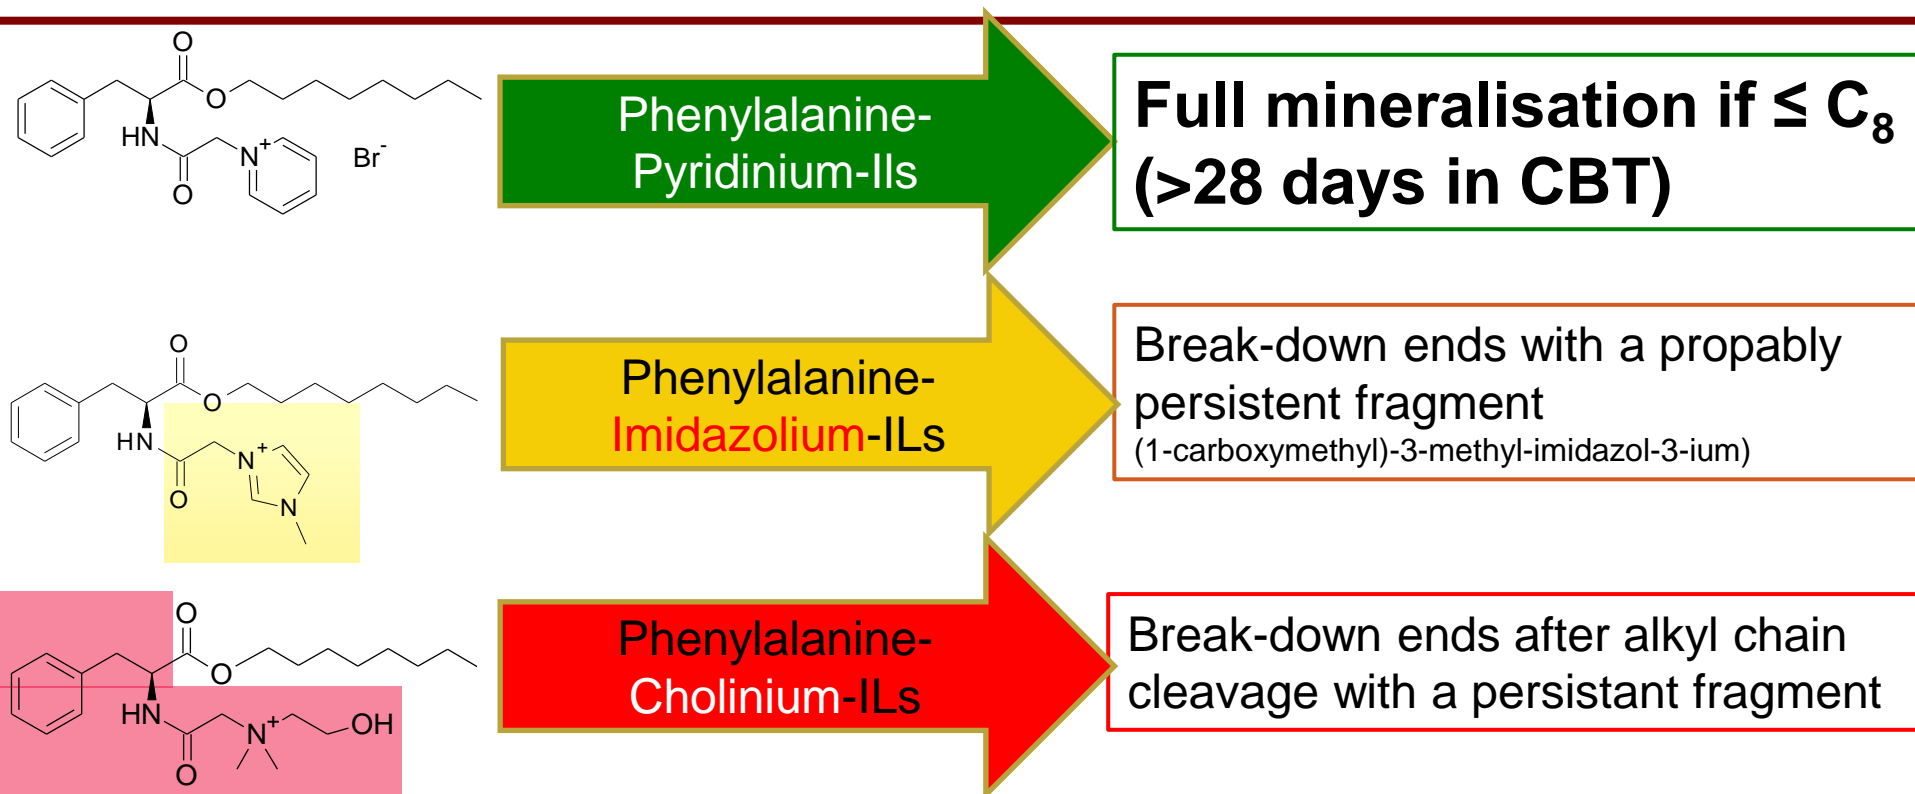 O
O
HN
O
N+
Br-
Phenylalanine-
Pyridinium-Ils
Full mineralisation if ≤ C8
(>28 days in CBT)
O
O
HN
O
N+
N
Phenylalanine-
Imidazolium-ILs
Break-down ends with a propably
persistent fragment
(1-carboxymethyl)-3-methyl-imidazol-3-ium)
O
O
HN
O
N+
OH
Phenylalanine-
Cholinium-ILs
Break-down ends after alkyl chain
cleavage with a persistant fragment